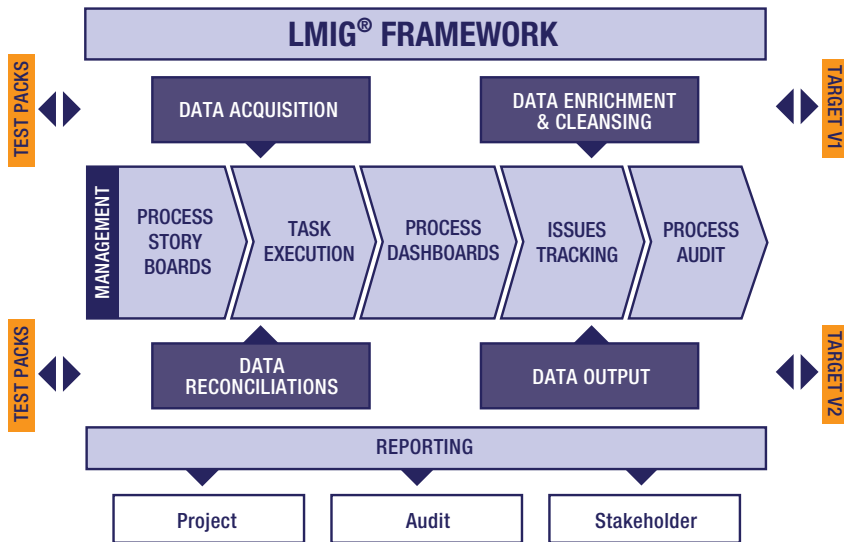 LMIG® FRAMEWORK
TEST PACKS
DATA ACQUISITION
DATA ENRICHMENT
& CLEANSING
TARGET V1
MANAGEMENT
PROCESS
STORY
BOARDS
TASK
EXECUTION
PROCESS
DASHBOARDS
ISSUES
TRACKING
PROCESS
AUDIT
TEST PACKS
DATA
RECONCILIATIONS
DATA OUTPUT
TARGET V2
REPORTING
Project
Audit
Stakeholder